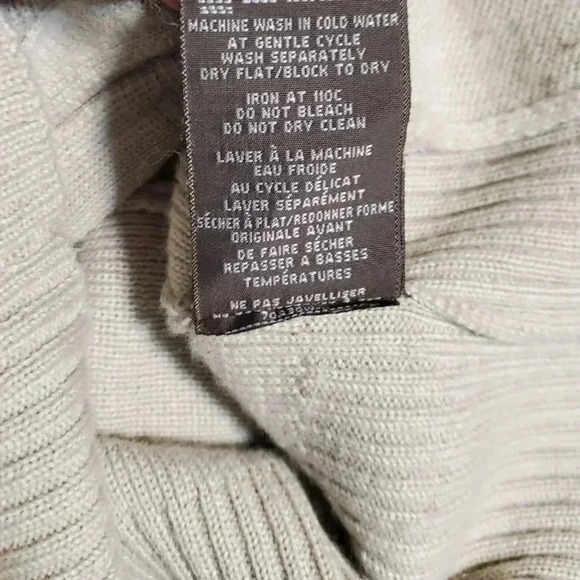 MACHINE WASH IN COLD WATER
AT GENTLE CYCLE
WASH SEPARATELY
DRY FLAT/BLOCK TO DRY
IRON AT 110C
DO NOT BLEACH
DO NOT DRY CLEAN
LAVER À LA MACHINE
EAU FROIDE
AU CYCLE DÉLICAT
LAVER SÉPARÉMENT
SÉCHER À PLAT/REDONNER FORME
ORIGINALE AVANT
DE FAIRE SÉCHER
REPASSER A BASSES
TEMPÉRATURES
NE PAS JAVELLISER